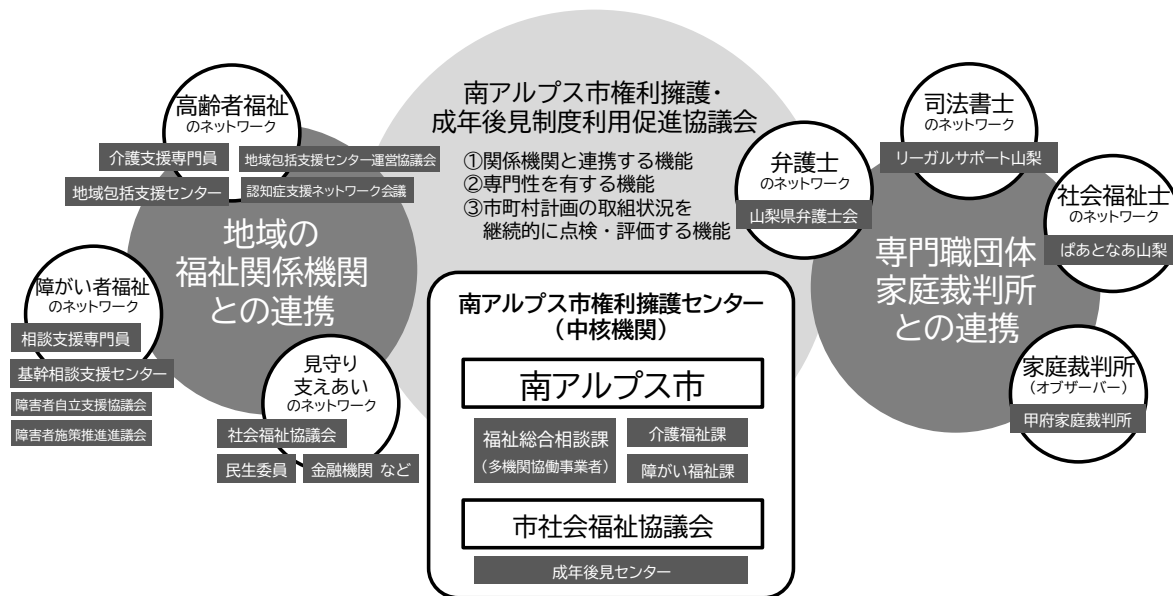 南アルプス市権利擁護・
成年後見制度利用促進協議会
①関係機関と連携する機能
②専門性を有する機能
③市町村計画の取組状況を
継続的に点検・評価する機能
高齢者福祉
のネットワーク
介護支援専門員
地域包括支援センター運営協議会
地域包括支援センター
認知症支援ネットワーク会議
地域の
福祉関係機関
との連携
障がい者福祉
のネットワーク
相談支援専門員
基幹相談支援センター
障害者自立支援協議会
障害者施策推進進議会
見守り
支えあい
のネットワーク
社会福祉協議会
民生委員
金融機関 など
南アルプス市権利擁護センター
（中核機関）
南アルプス市
福祉総合相談課
（多機関協働事業者）
介護福祉課
障がい福祉課
市社会福祉協議会
成年後見センター
弁護士
のネットワーク
山梨県弁護士会
司法書士
のネットワーク
リーガルサポート山梨
社会福祉士
のネットワーク
ぱあとなあ山梨
専門職団体
家庭裁判所
との連携
家庭裁判所
（オブザーバー）
甲府家庭裁判所